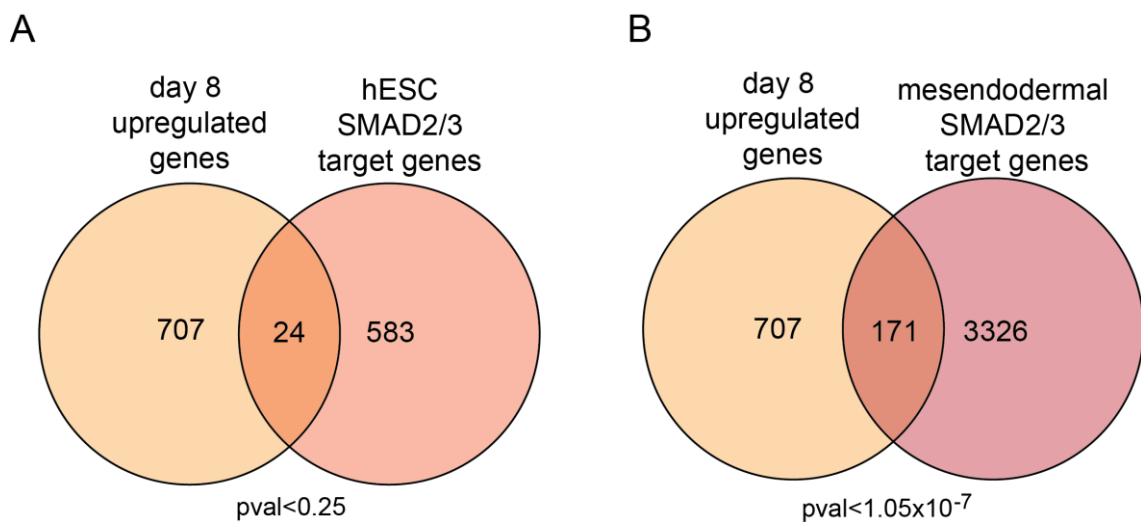 A
day 8
upregulated
genes
hESC
SMAD2/3
target genes
707
24
583
pval<0.25
B
day 8
upregulated
genes
mesendodermal
SMAD2/3
target genes
707
171
3326
pval<1.05x10⁻⁷